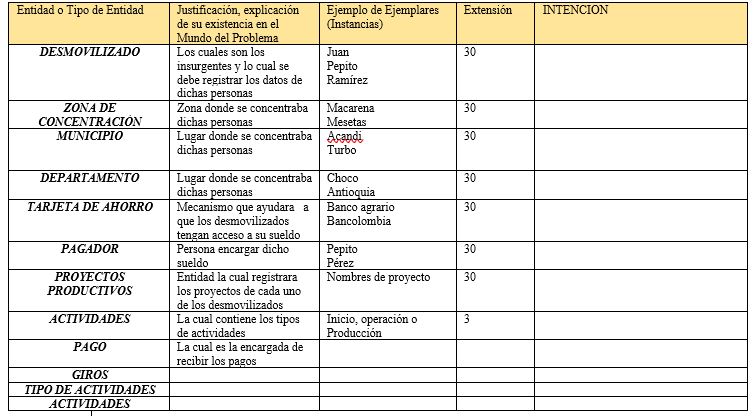 Entidad o Tipo de Entidad
Justificación, explicación
de su existencia en el
Mundo del Problema
Ejemplo de Ejemplares
(Instancias)
Extensión
INTENCION
DESMOVILIZADO
Los cuales son los
insurgentes y lo cual se
debe registrar los datos de
dichas personas
Juan
Pepito
Ramírez
30
ZONA DE
CONCENTRACIÓN
Zona donde se concentraba
dichas personas
Macarena
Mesetas
30
MUNICIPIO
Lugar donde se concentraba
dichas personas
Acandi
Turbo
30
DEPARTAMENTO
Lugar donde se concentraba
dichas personas
Choco
Antioquia
30
TARJETA DE AHORRO
Mecanismo que ayudara a
que los desmovilizados
tengan acceso a su sueldo
Banco agrario
Bancolombia
30
PAGADOR
Persona encargar dicho
sueldo
Pepito
Pérez
30
PROYECTOS
PRODUCTIVOS
Entidad la cual registrara
los proyectos de cada uno
de los desmovilizados
Nombres de proyecto
30
ACTIVIDADES
La cual contiene los tipos
de actividades
Inicio, operación o
Producción
3
PAGO
La cual es la encargada de
recibir los pagos
GIROS
TIPO DE ACTIVIDADES
ACTIVIDADES